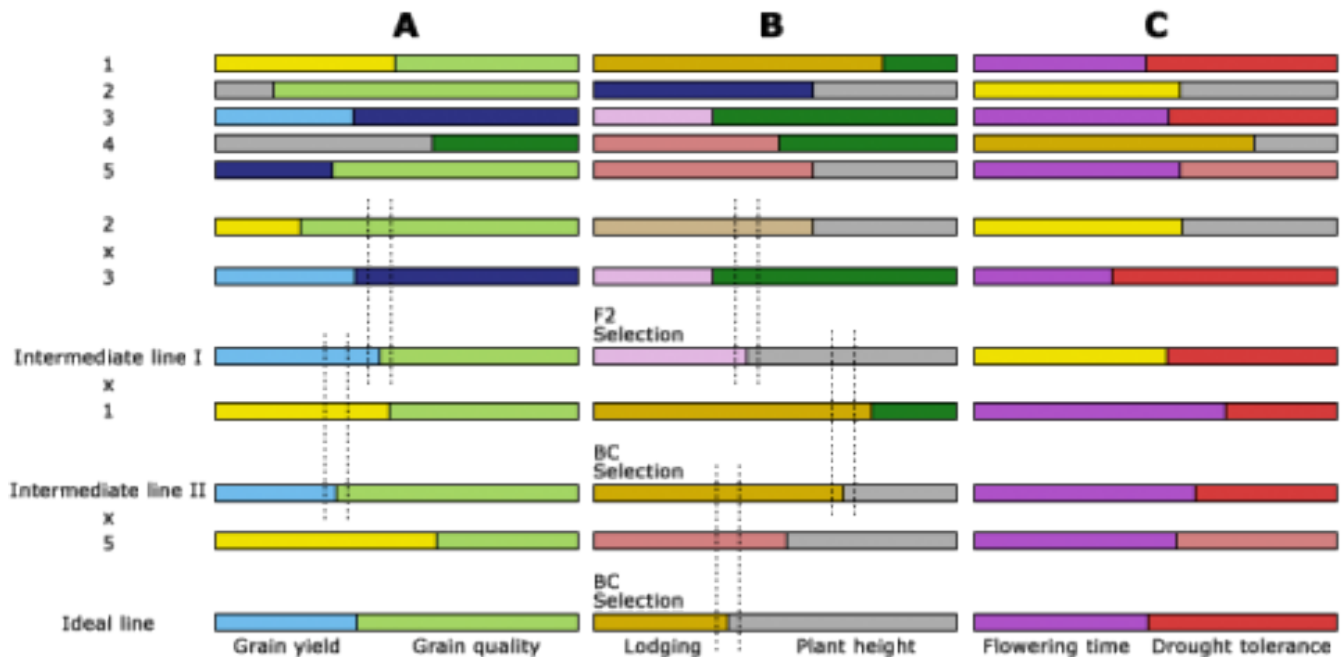 A B C
1
2
3
4
5
2
x
3
F2
Selection
Intermediate line I
x
1
BC
Selection
Intermediate line II
x
5
BC
Selection
Ideal line
Grain yield Grain quality Lodging Plant height Flowering time Drought tolerance